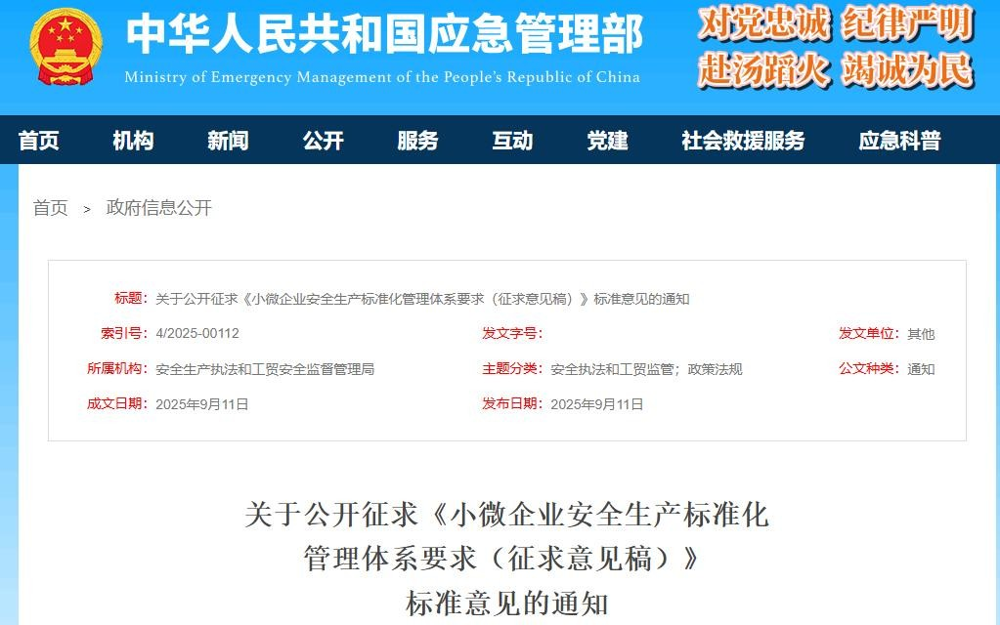 中华人民共和国应急管理部
Ministry of Emergency Management of the People's Republic of China
对党忠诚 纪律严明
赴汤蹈火 竭诚为民
首页 机构 新闻 公开 服务 互动 党建 社会救援服务 应急科普
首页 > 政府信息公开
标题: 关于公开征求《小微企业安全生产标准化管理体系要求（征求意见稿）》标准意见的通知
索引号: 4/2025-00112 发文字号: 发文单位: 其他
所属机构: 安全生产执法和工贸安全监督管理局 主题分类: 安全执法和工贸监管；政策法规 公文种类: 通知
成文日期: 2025年9月11日 发布日期: 2025年9月11日
关于公开征求《小微企业安全生产标准化
管理体系要求（征求意见稿）》
标准意见的通知